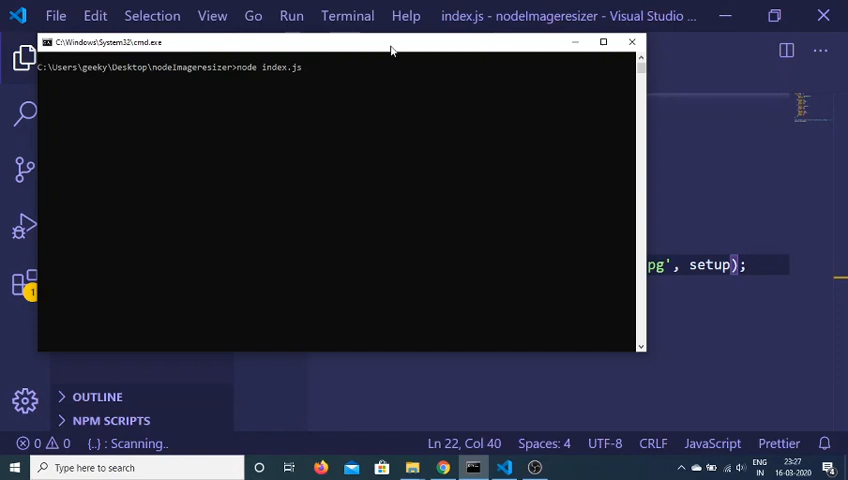 File Edit Selection View Go Run Terminal Help index.js - nodeImageresizer - Visual Studio ...
C:\Windows\System32\cmd.exe
C:\Users\geeky\Desktop\nodeImageresizer>node index.js
pg', setup);
1
OUTLINE
NPM SCRIPTS
0 0 {..} : Scanning.. Ln 22, Col 40 Spaces: 4 UTF-8 CRLF JavaScript Prettier
Type here to search
ENG
IN
23:27
16-03-2020